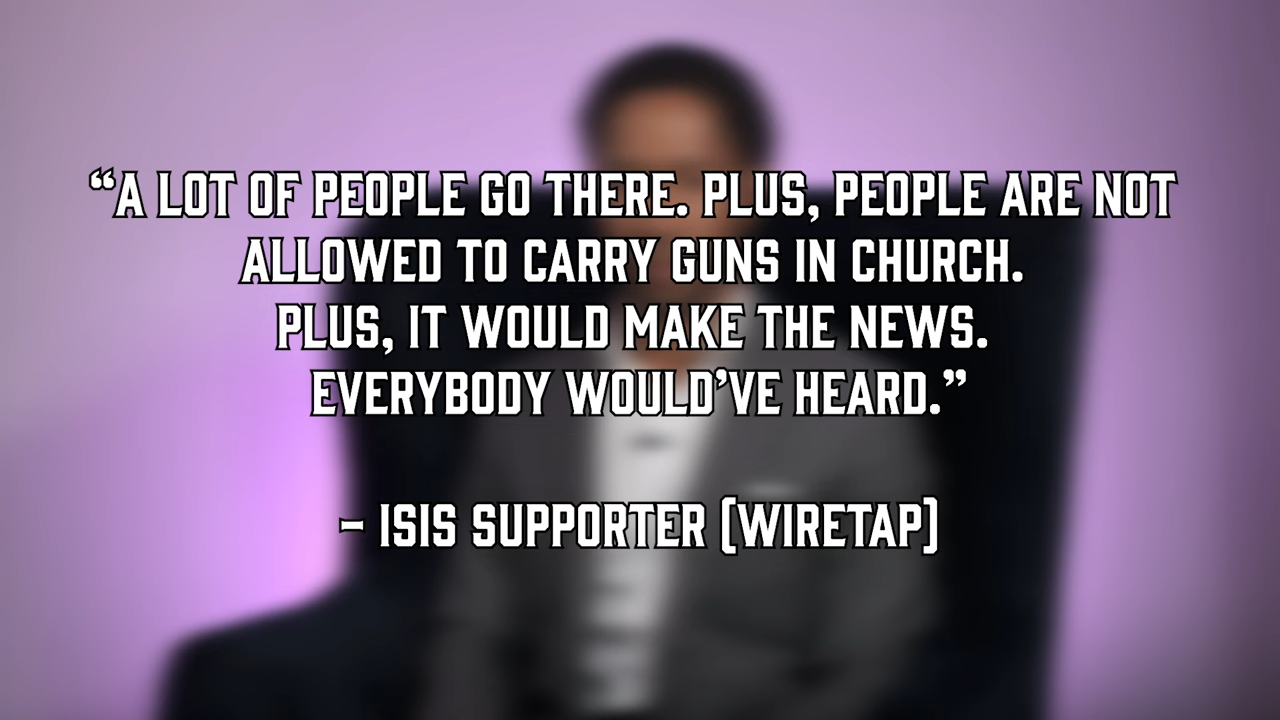 “A LOT OF PEOPLE GO THERE. PLUS, PEOPLE ARE NOT
ALLOWED TO CARRY GUNS IN CHURCH.
PLUS, IT WOULD MAKE THE NEWS.
EVERYBODY WOULD’VE HEARD.”
– ISIS SUPPORTER (WIRETAP)